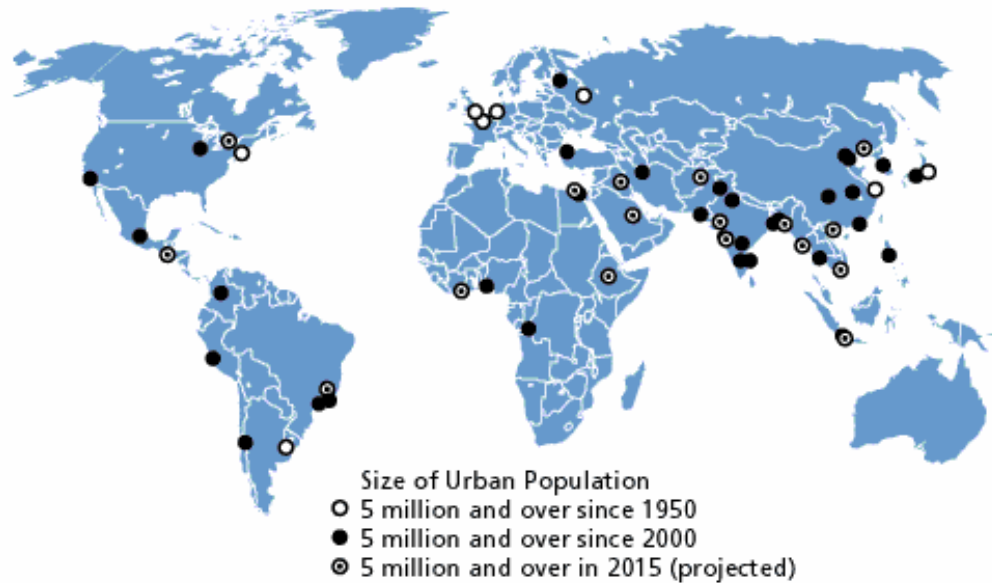 Size of Urban Population
5 million and over since 1950
5 million and over since 2000
5 million and over in 2015 (projected)